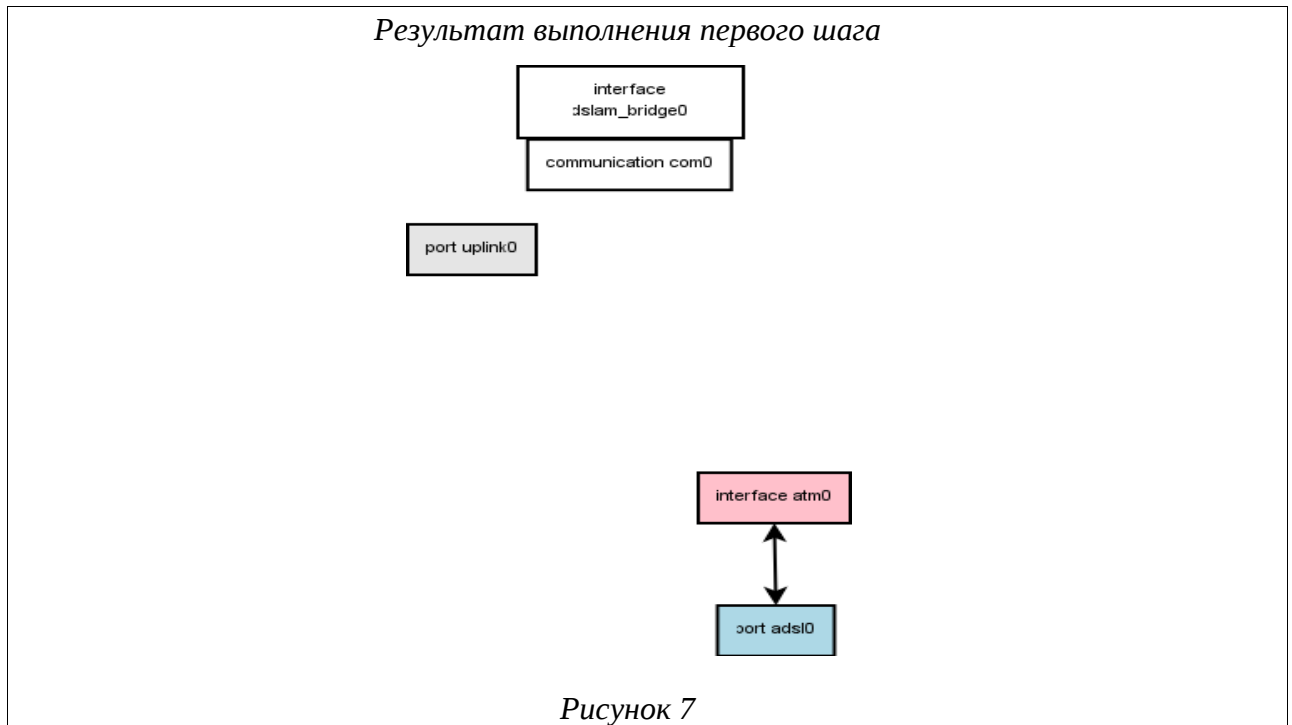 Результат выполнения первого шага
interface
dslam_bridge0
communication com0
port uplink0
interface atm0
port adsl0
Рисунок 7